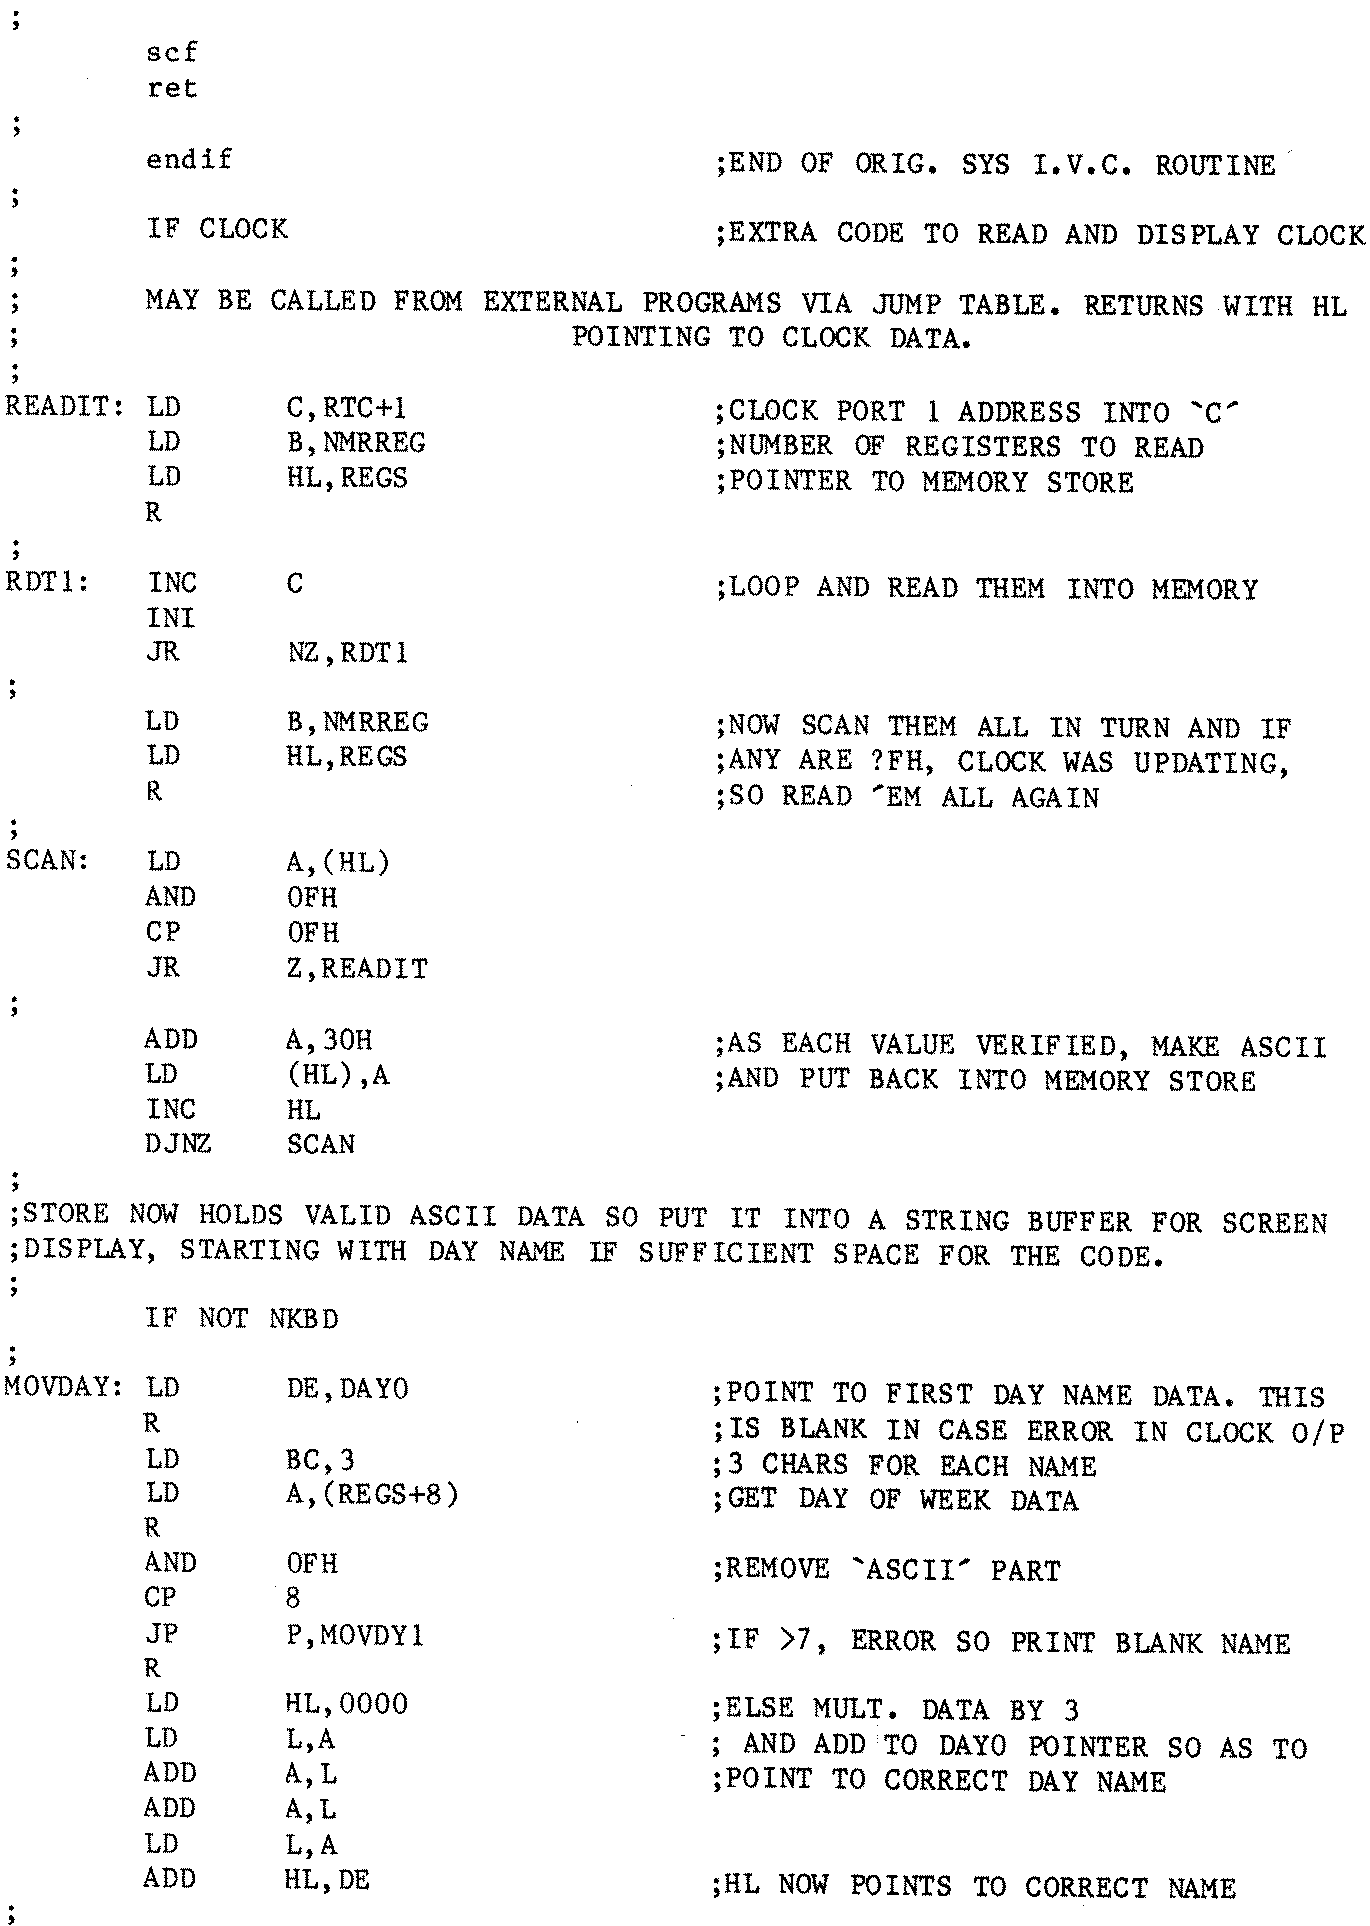 ;
scf
ret
;
endif ;END OF ORIG. SYS I.V.C. ROUTINE
;
IF CLOCK ;EXTRA CODE TO READ AND DISPLAY CLOCK
;
; MAY BE CALLED FROM EXTERNAL PROGRAMS VIA JUMP TABLE. RETURNS WITH HL
; POINTING TO CLOCK DATA.
;
READIT: LD C,RTC+1 ;CLOCK PORT 1 ADDRESS INTO `C´
LD B,NMRREG ;NUMBER OF REGISTERS TO READ
LD HL,REGS ;POINTER TO MEMORY STORE
R
;
RDT1: INC C ;LOOP AND READ THEM INTO MEMORY
INI
JR NZ,RDT1
;
LD B,NMRREG ;NOW SCAN THEM ALL IN TURN AND IF
LD HL,REGS ;ANY ARE ?FH, CLOCK WAS UPDATING,
R ;SO READ ´EM ALL AGAIN
;
SCAN: LD A,(HL)
AND 0FH
CP 0FH
JR Z,READIT
;
ADD A,30H ;AS EACH VALUE VERIFIED, MAKE ASCII
LD (HL),A ;AND PUT BACK INTO MEMORY STORE
INC HL
DJNZ SCAN
;
;STORE NOW HOLDS VALID ASCII DATA SO PUT IT INTO A STRING BUFFER FOR SCREEN
;DISPLAY, STARTING WITH DAY NAME IF SUFFICIENT SPACE FOR THE CODE.
;
IF NOT NKBD
;
MOVDAY: LD DE,DAY0 ;POINT TO FIRST DAY NAME DATA. THIS
R ;IS BLANK IN CASE ERROR IN CLOCK O/P
LD BC,3 ;3 CHARS FOR EACH NAME
LD A,(REGS+8) ;GET DAY OF WEEK DATA
R
AND 0FH ;REMOVE `ASCII´ PART
CP 8
JP P,MOVDY1 ;IF >7, ERROR SO PRINT BLANK NAME
R
LD HL,0000 ;ELSE MULT. DATA BY 3
LD L,A ; AND ADD TO DAY0 POINTER SO AS TO
ADD A,L ;POINT TO CORRECT DAY NAME
ADD A,L
LD L,A
ADD HL,DE ;HL NOW POINTS TO CORRECT NAME
;